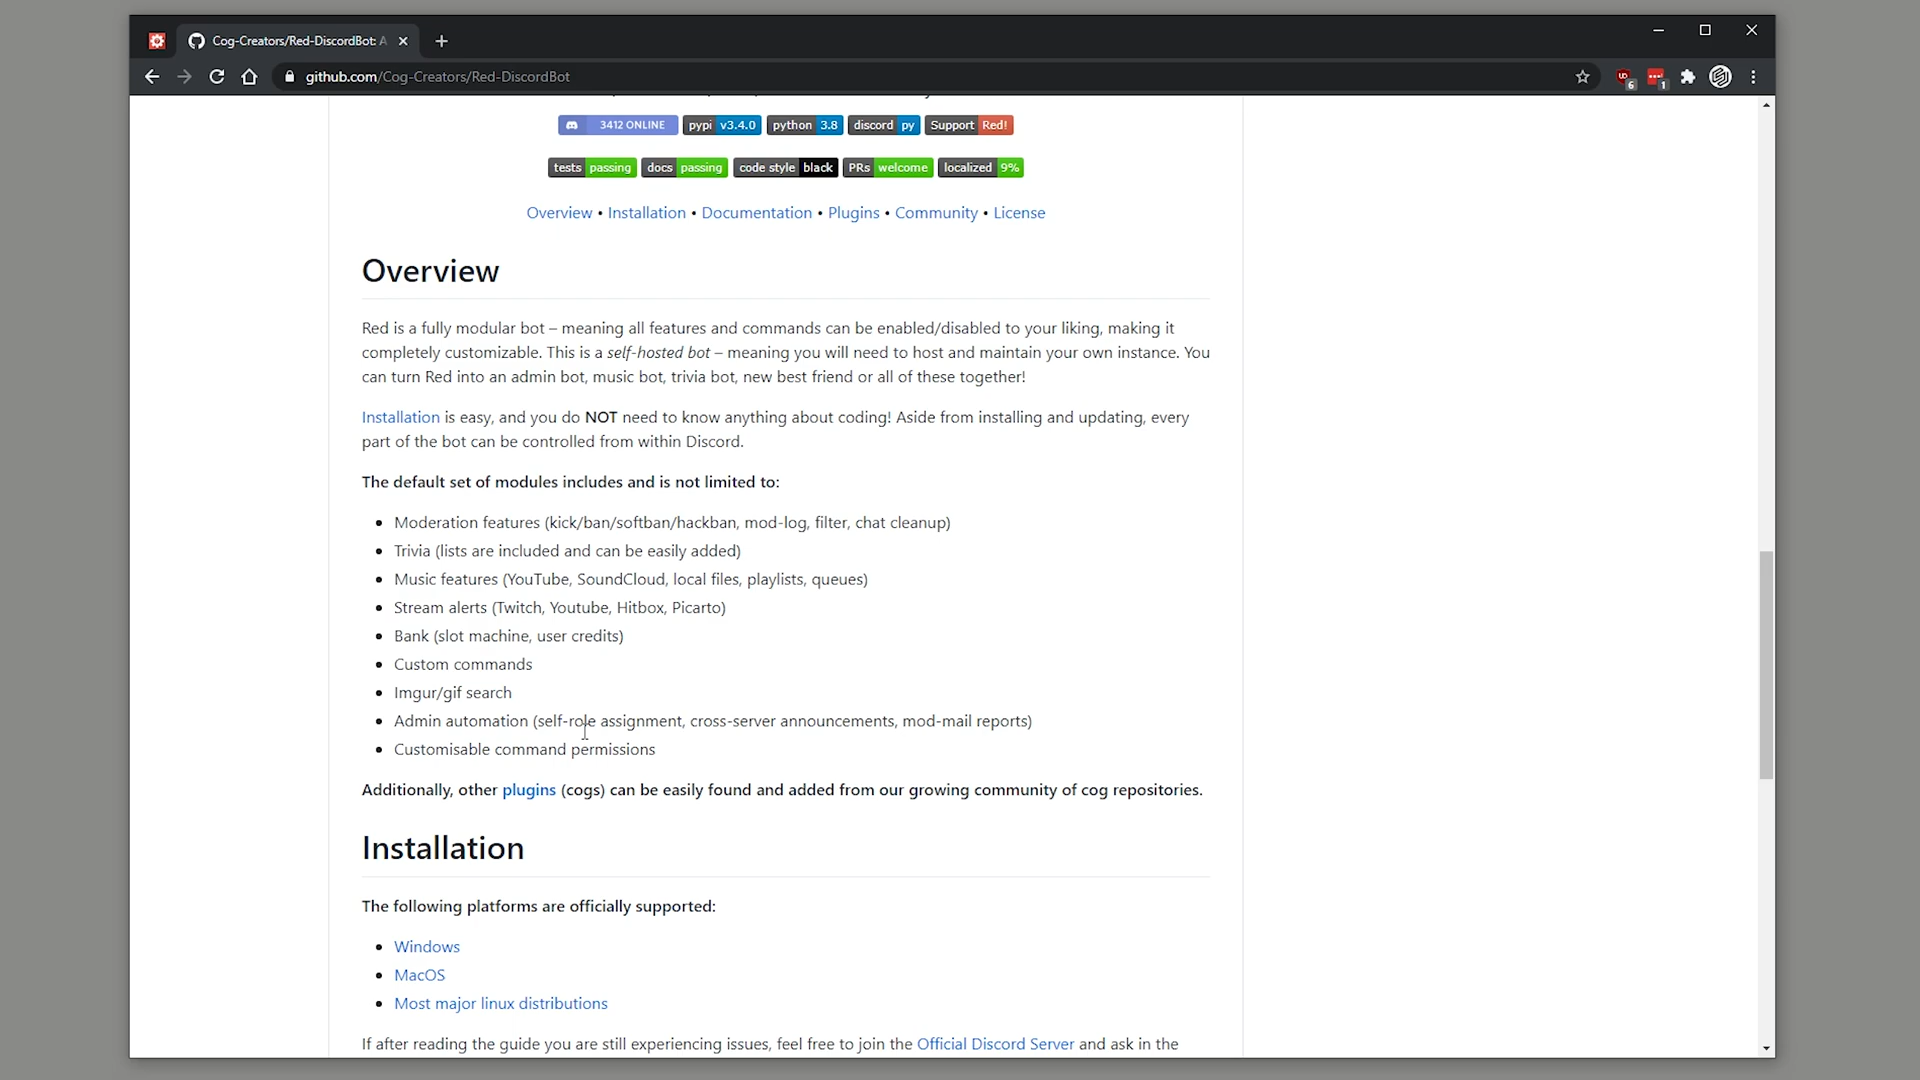 Cog-Creators/Red-DiscordBot: A
github.com/Cog-Creators/Red-DiscordBot
6
1
3412 ONLINE pypi v3.4.0 python 3.8 discord py Support Red!
tests passing docs passing code style black PRs welcome localized 9%
Overview • Installation • Documentation • Plugins • Community • License
Overview
Red is a fully modular bot – meaning all features and commands can be enabled/disabled to your liking, making it
completely customizable. This is a self-hosted bot – meaning you will need to host and maintain your own instance. You
can turn Red into an admin bot, music bot, trivia bot, new best friend or all of these together!
Installation is easy, and you do NOT need to know anything about coding! Aside from installing and updating, every
part of the bot can be controlled from within Discord.
The default set of modules includes and is not limited to:
• Moderation features (kick/ban/softban/hackban, mod-log, filter, chat cleanup)
• Trivia (lists are included and can be easily added)
• Music features (YouTube, SoundCloud, local files, playlists, queues)
• Stream alerts (Twitch, Youtube, Hitbox, Picarto)
• Bank (slot machine, user credits)
• Custom commands
• Imgur/gif search
• Admin automation (self-role assignment, cross-server announcements, mod-mail reports)
• Customisable command permissions
Additionally, other plugins (cogs) can be easily found and added from our growing community of cog repositories.
Installation
The following platforms are officially supported:
• Windows
• MacOS
• Most major linux distributions
If after reading the guide you are still experiencing issues, feel free to join the Official Discord Server and ask in the